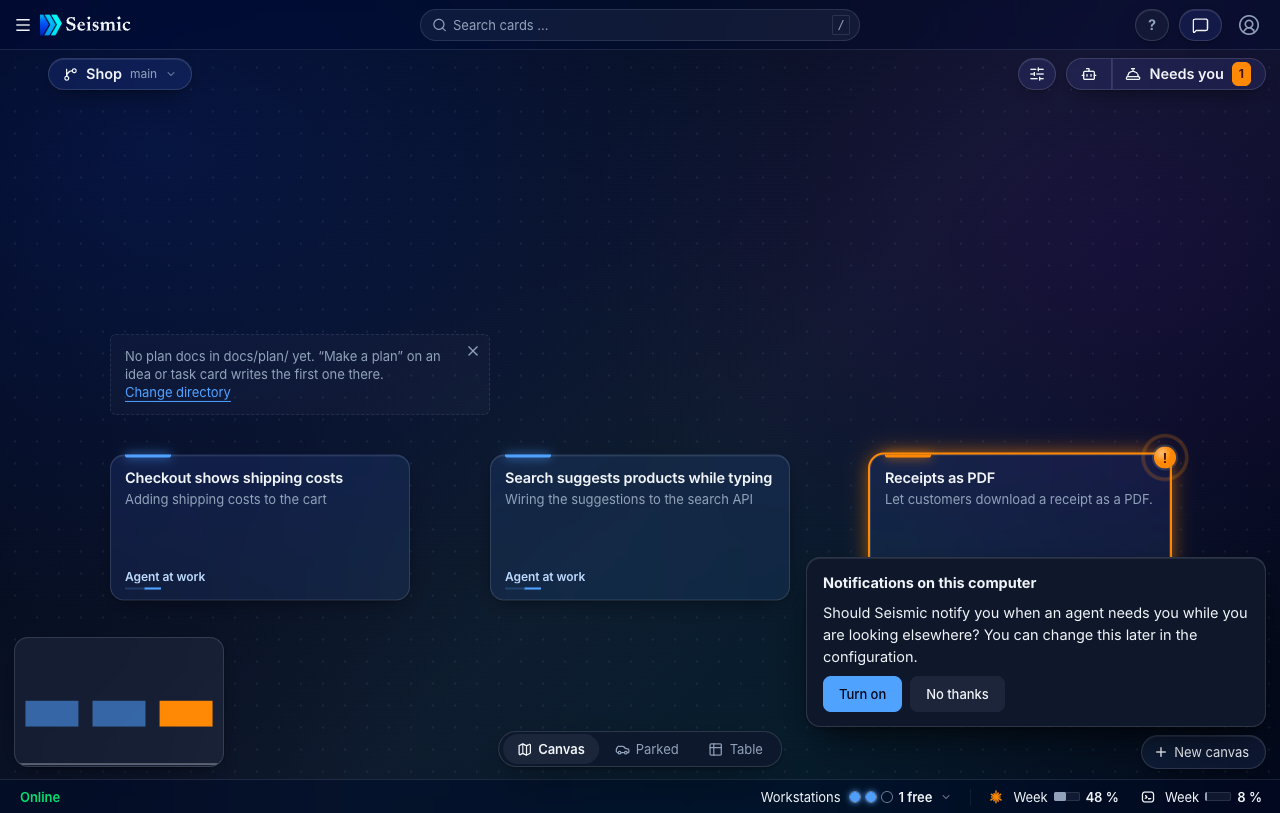 Seismic
Search cards ...
/
?
Shop main
Needs you 1
No plan docs in docs/plan/ yet. “Make a plan” on an
idea or task card writes the first one there.
Change directory
Checkout shows shipping costs
Adding shipping costs to the cart
Agent at work
Search suggests products while typing
Wiring the suggestions to the search API
Agent at work
!
Receipts as PDF
Let customers download a receipt as a PDF.
Notifications on this computer
Should Seismic notify you when an agent needs you while you
are looking elsewhere? You can change this later in the
configuration.
Turn on
No thanks
Canvas
Parked
Table
New canvas
Online
Workstations 1 free
Week 48 %
Week 8 %